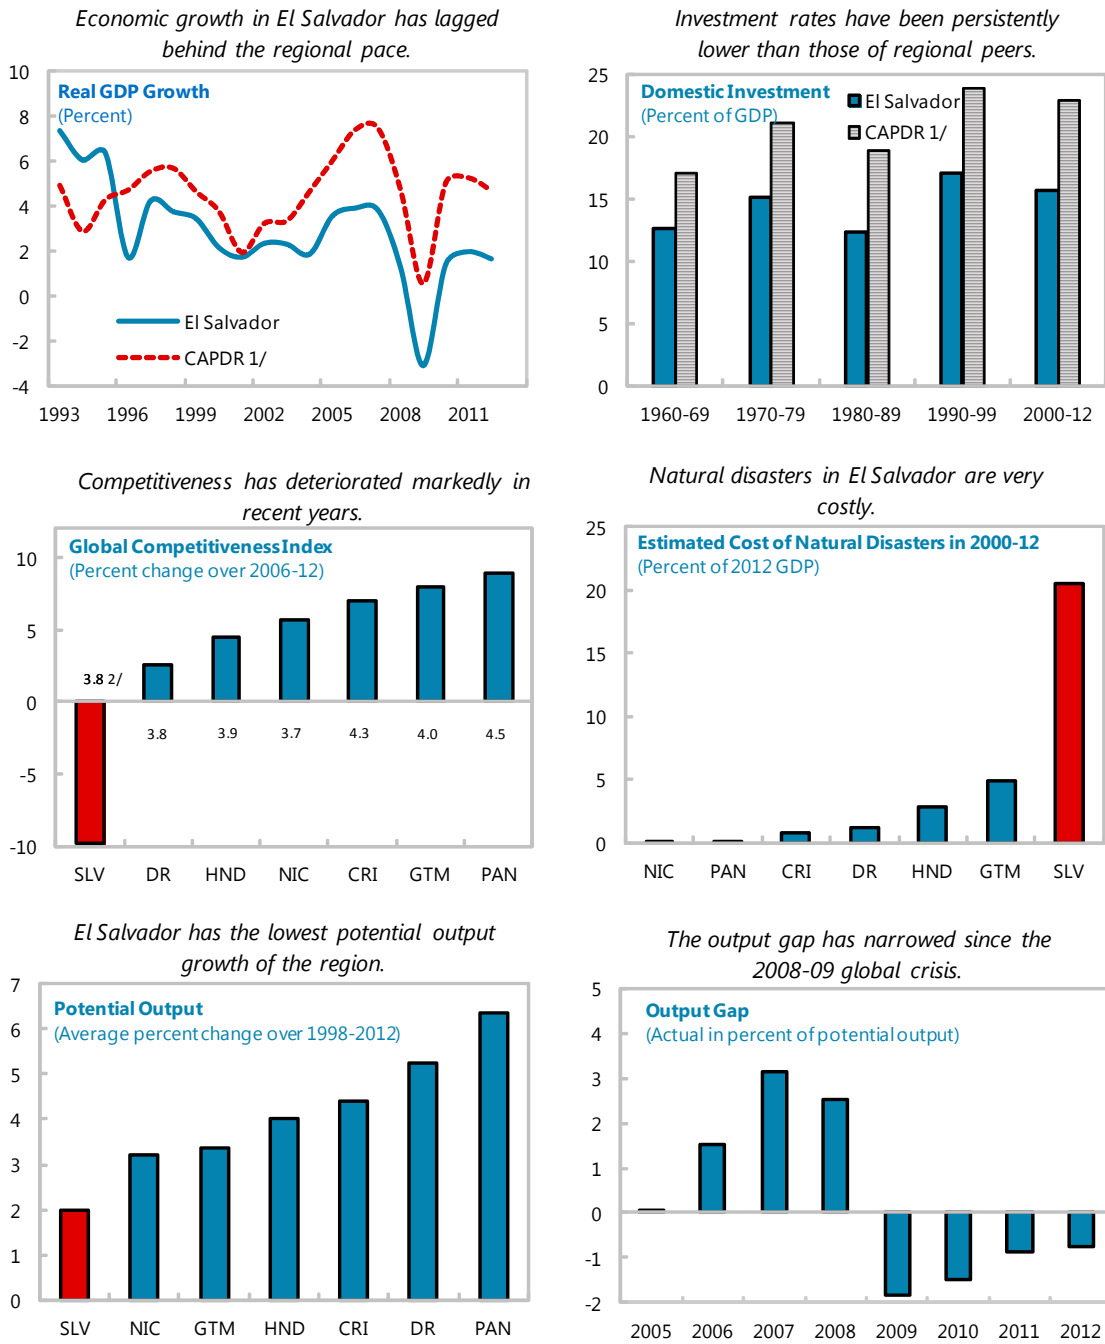 Economic growth in El Salvador has lagged
behind the regional pace.
Real GDP Growth
(Percent)
10
8
6
4
2
0
-2
-4
El Salvador
CAPDR 1/
1993 1996 1999 2002 2005 2008 2011
Investment rates have been persistently
lower than those of regional peers.
Domestic Investment
(Percent of GDP)
El Salvador
CAPDR 1/
25
20
15
10
5
0
1960-69 1970-79 1980-89 1990-99 2000-12
Competitiveness has deteriorated markedly in
recent years.
Global Competitiveness Index
(Percent change over 2006-12)
10
5
0
-5
-10
3.8 2/
3.8 3.9 3.7 4.3 4.0 4.5
SLV DR HND NIC CRI GTM PAN
Natural disasters in El Salvador are very
costly.
Estimated Cost of Natural Disasters in 2000-12
(Percent of 2012 GDP)
25
20
15
10
5
0
NIC PAN CRI DR HND GTM SLV
El Salvador has the lowest potential output
growth of the region.
Potential Output
(Average percent change over 1998-2012)
7
6
5
4
3
2
1
0
SLV NIC GTM HND CRI DR PAN
The output gap has narrowed since the
2008-09 global crisis.
Output Gap
(Actual in percent of potential output)
5
4
3
2
1
0
-1
-2
2005 2006 2007 2008 2009 2010 2011 2012